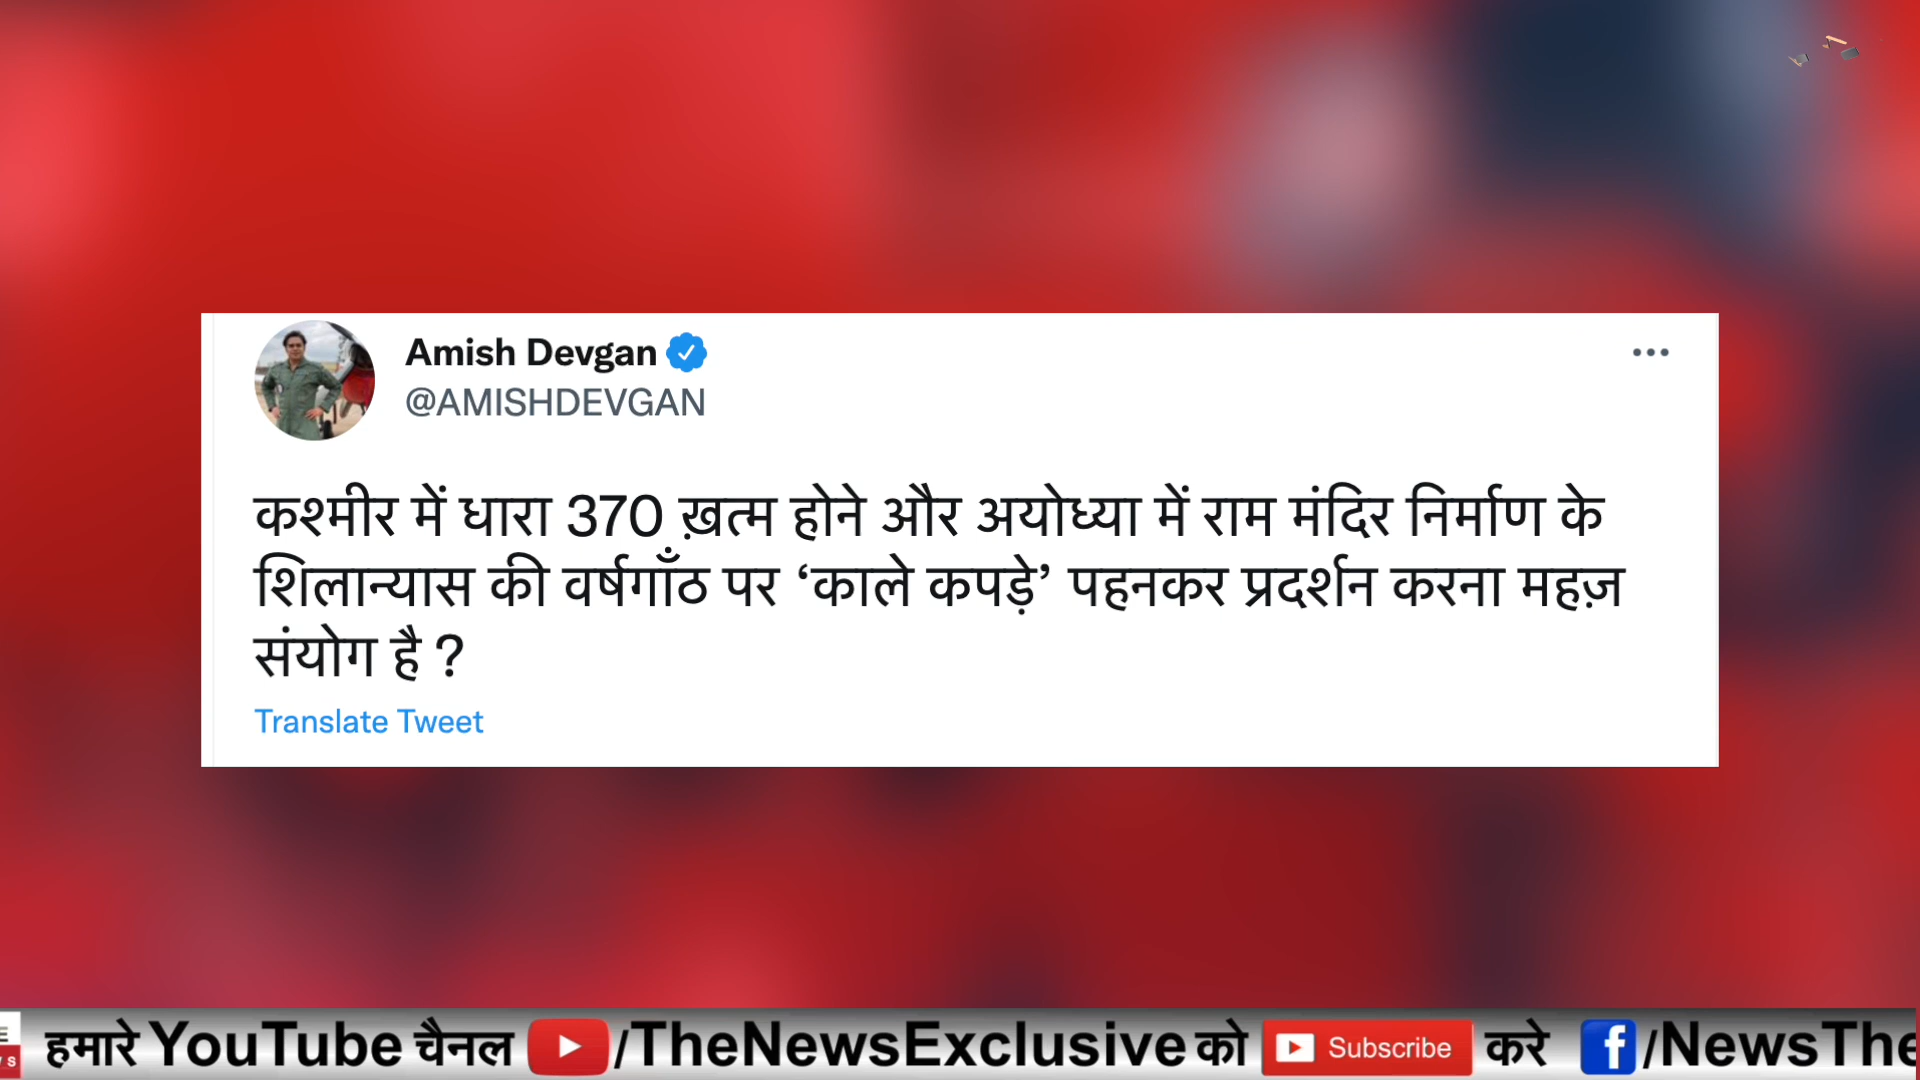 Amish Devgan
@AMISHDEVGAN
कश्मीर में धारा 370 ख़त्म होने और अयोध्या में राम मंदिर निर्माण के
शिलान्यास की वर्षगाँठ पर ‘काले कपड़े’ पहनकर प्रदर्शन करना महज़
संयोग है ?
Translate Tweet
हमारे YouTube चैनल /TheNewsExclusive को Subscribe करे /NewsThe